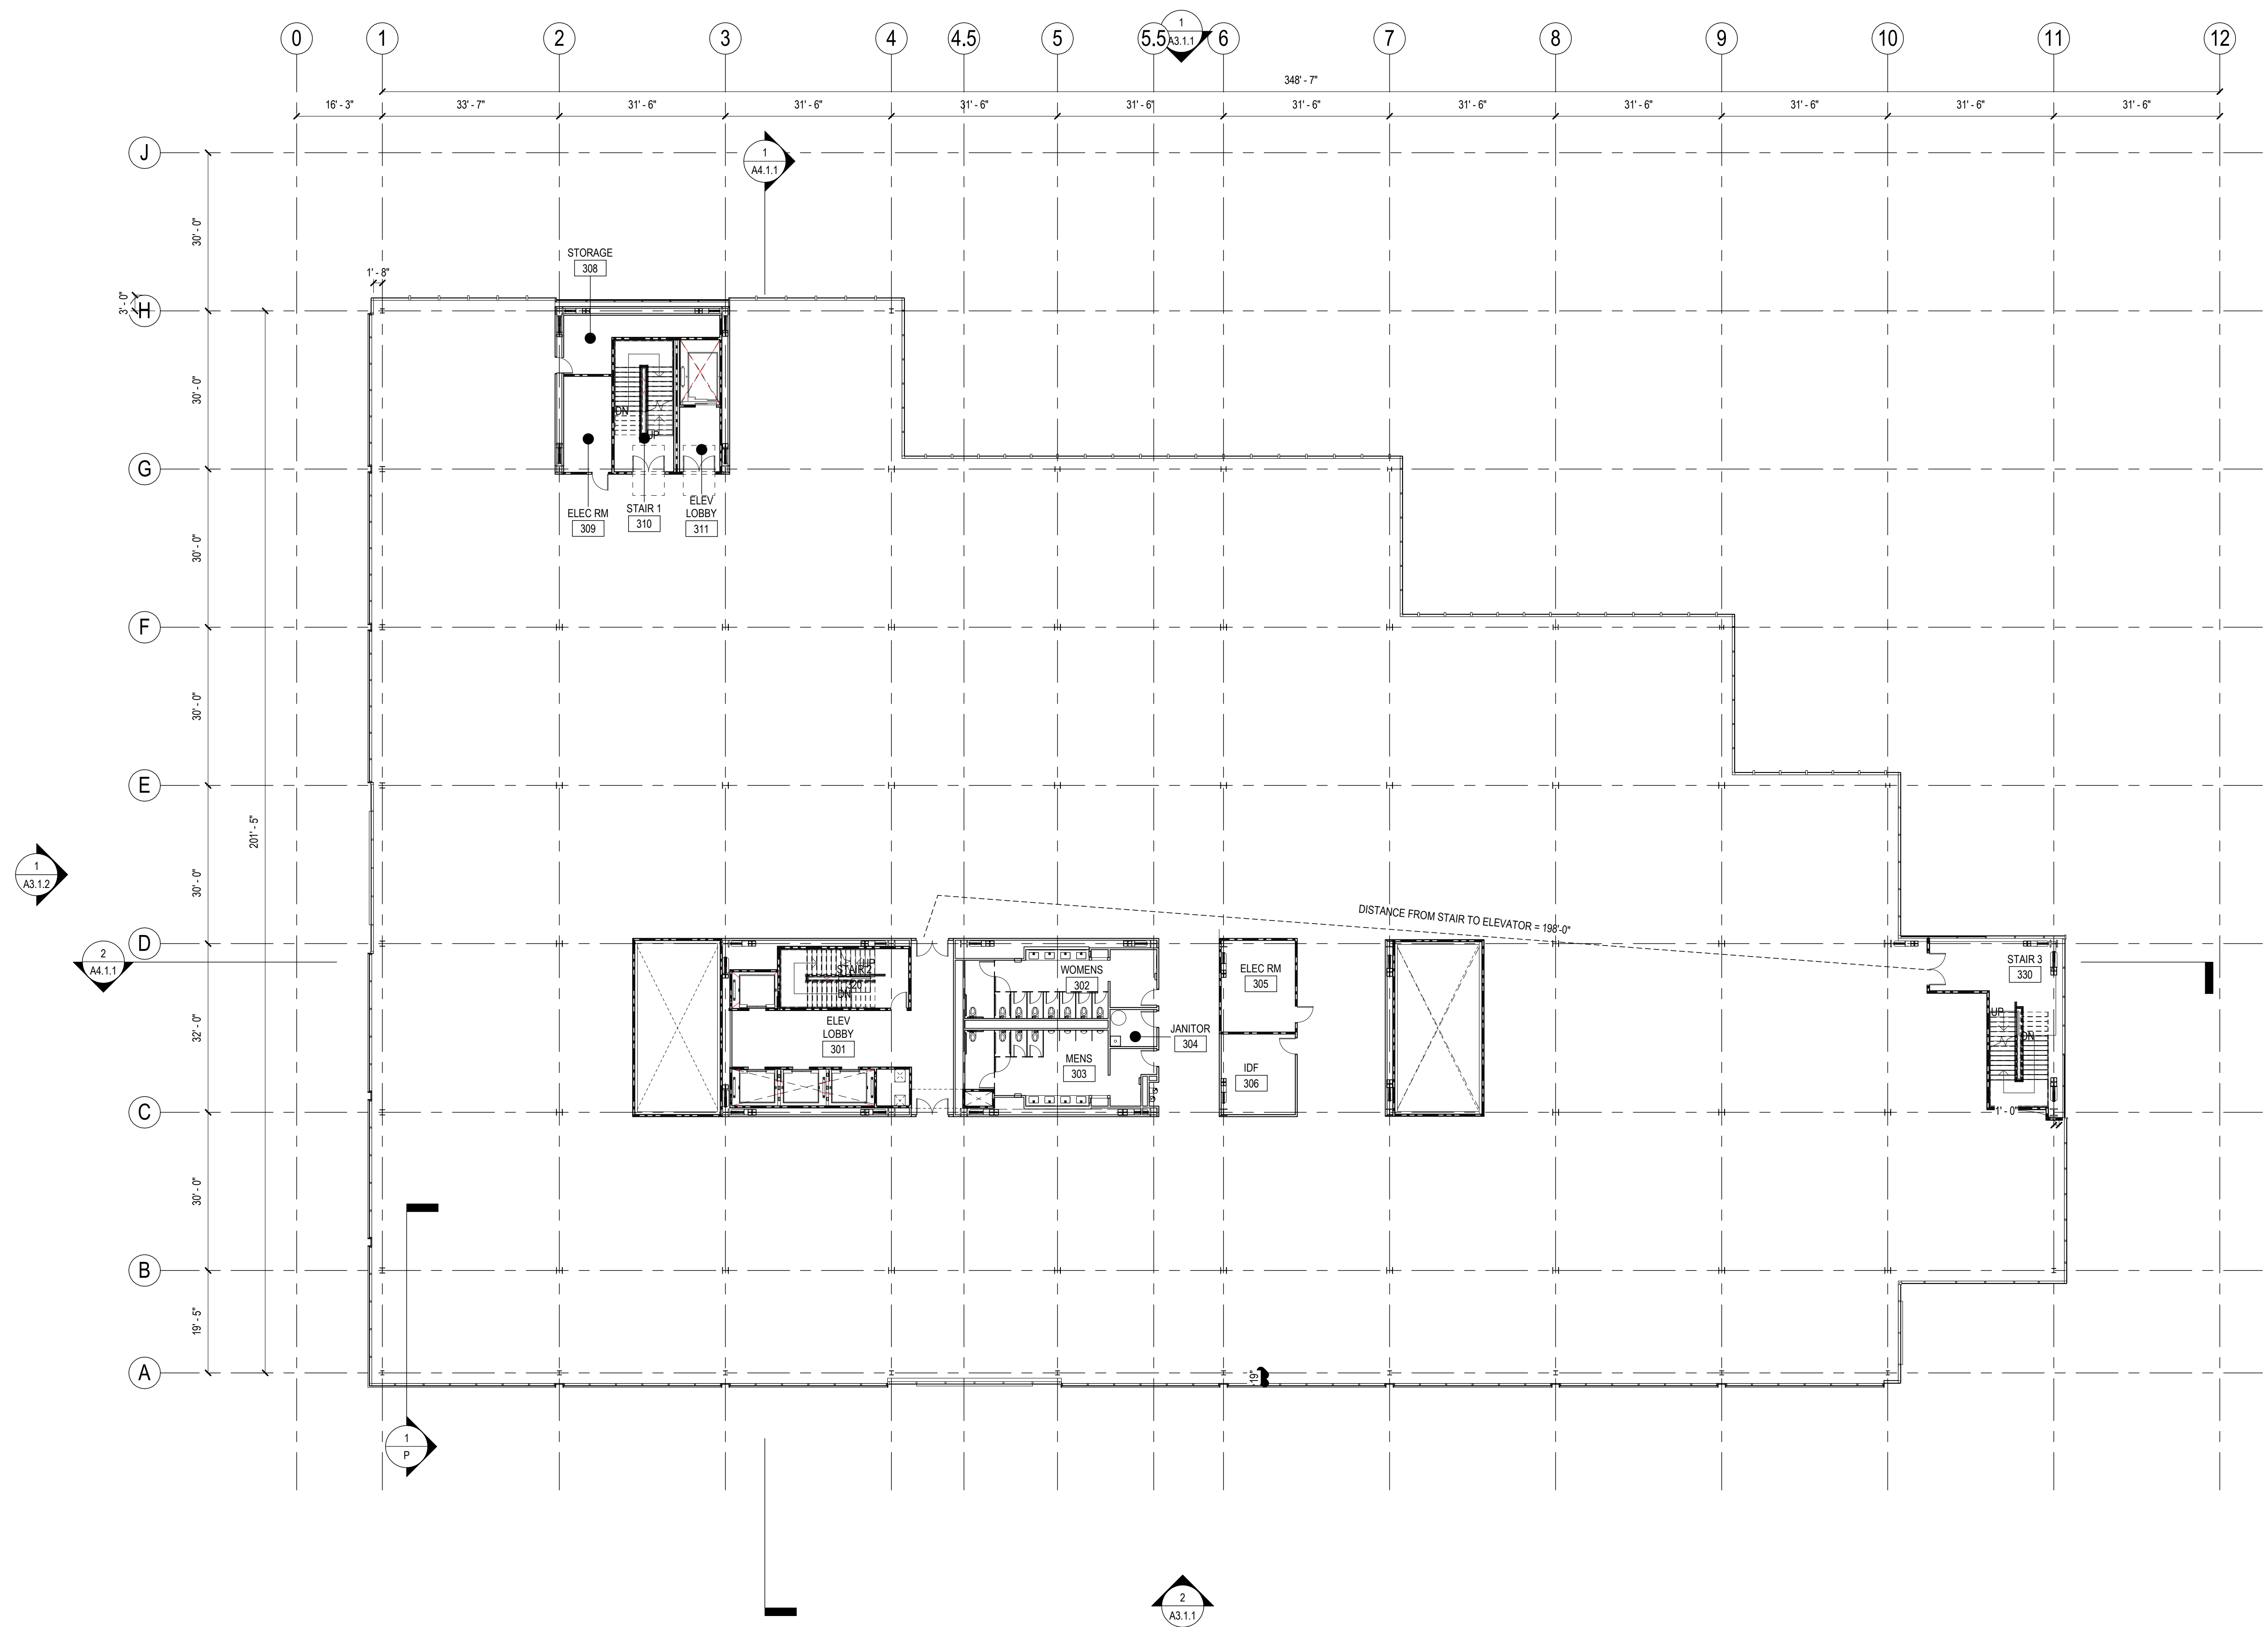 0 1 2 3 4 4.5 5 5.5 6 7 8 9 10 11 12
1
A3.1.1
348' - 7"
16' - 3" 33' - 7" 31' - 6" 31' - 6" 31' - 6" 31' - 6" 31' - 6" 31' - 6" 31' - 6" 31' - 6" 31' - 6" 31' - 6"
J
1
A4.1.1
30' - 0"
STORAGE
308
1' - 8"
3' - 0"
H
30' - 0"
DN
UP
G
ELEC RM
309
STAIR 1
310
ELEV
LOBBY
311
30' - 0"
F
30' - 0"
E
201' - 5"
1
A3.1.2
30' - 0"
DISTANCE FROM STAIR TO ELEVATOR = 198'-0"
D
2
A4.1.1
STAIR 2
320
UP
DN
WOMENS
302
ELEC RM
305
STAIR 3
330
UP
DN
32' - 0"
ELEV
LOBBY
301
JANITOR
304
MENS
303
IDF
306
C
1' - 0"
30' - 0"
B
19' - 5"
A
19"
1
P
2
A3.1.1